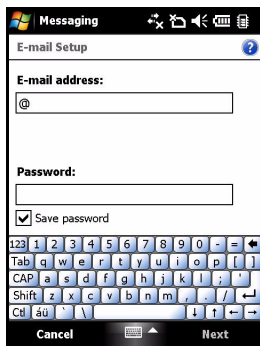 Messaging
E-mail Setup
?
E-mail address:
@
Password:
Save password
123 1 2 3 4 5 6 7 8 9 0 - =
Tab q w e r t y u i o p [ ]
CAP a s d f g h j k l ; '
Shift z x c v b n m , . /
Ctl áü ` \
Cancel Next